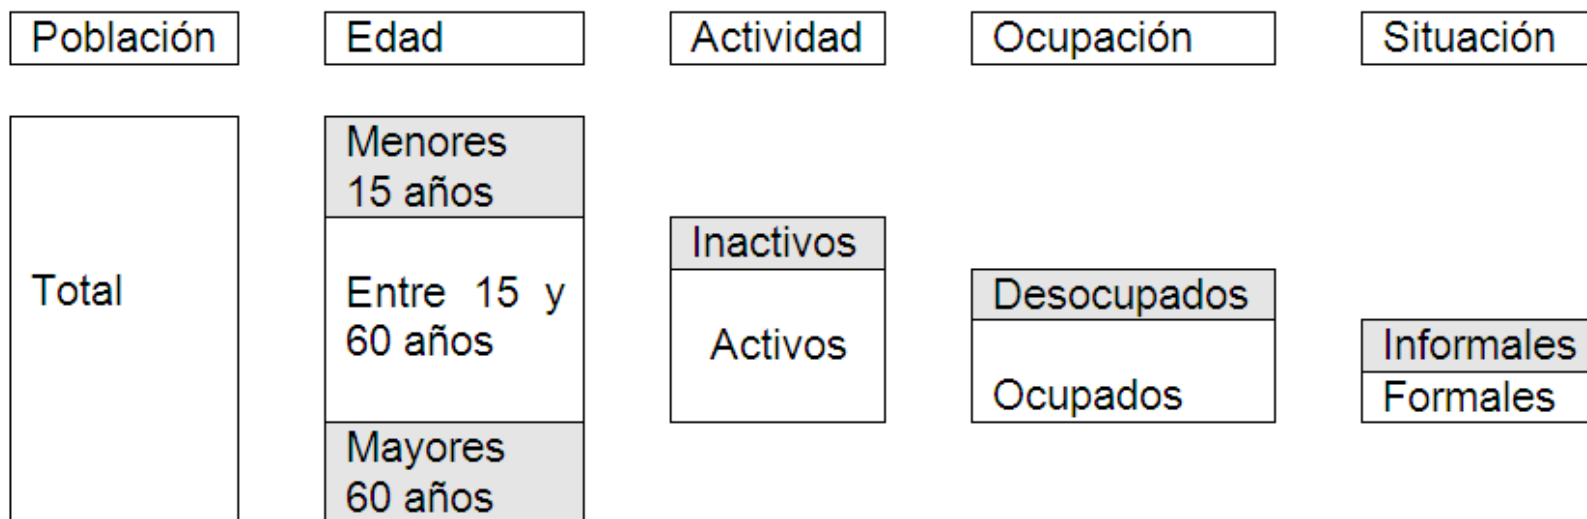 Población
Edad
Actividad
Ocupación
Situación
Total
Menores
15 años
Entre 15 y
60 años
Mayores
60 años
Inactivos
Activos
Desocupados
Ocupados
Informales
Formales